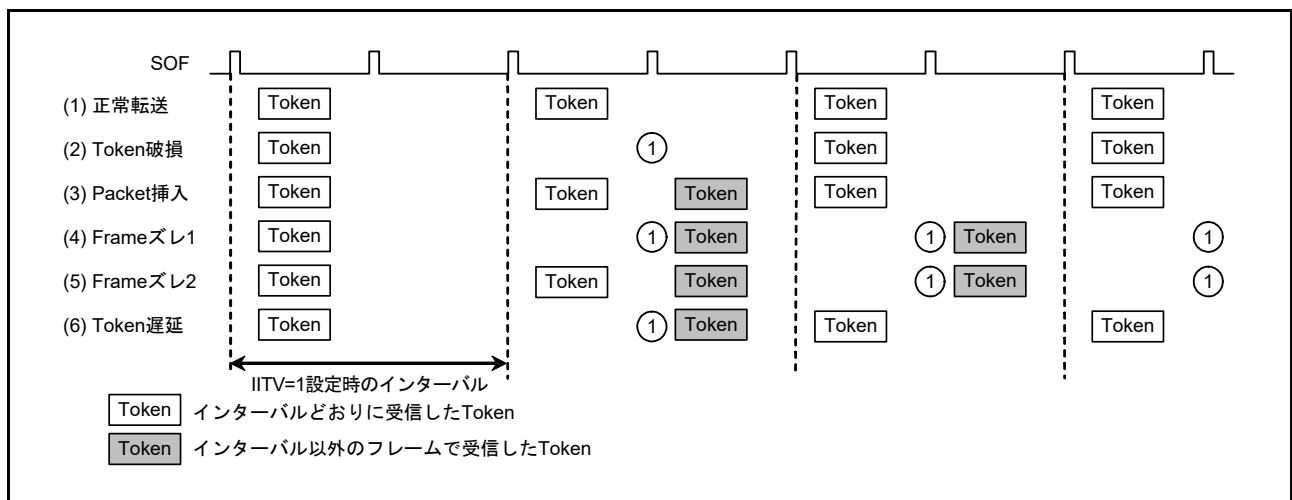 SOF
(1) 正常転送 Token Token Token Token
(2) Token破損 Token 1 Token Token
(3) Packet挿入 Token Token Token Token Token
(4) Frameズレ1 Token 1 Token 1 Token 1
(5) Frameズレ2 Token Token Token 1 Token 1
(6) Token遅延 Token 1 Token Token Token
IITV=1設定時のインターバル
Token インターバルどおりに受信したToken
Token インターバル以外のフレームで受信したToken